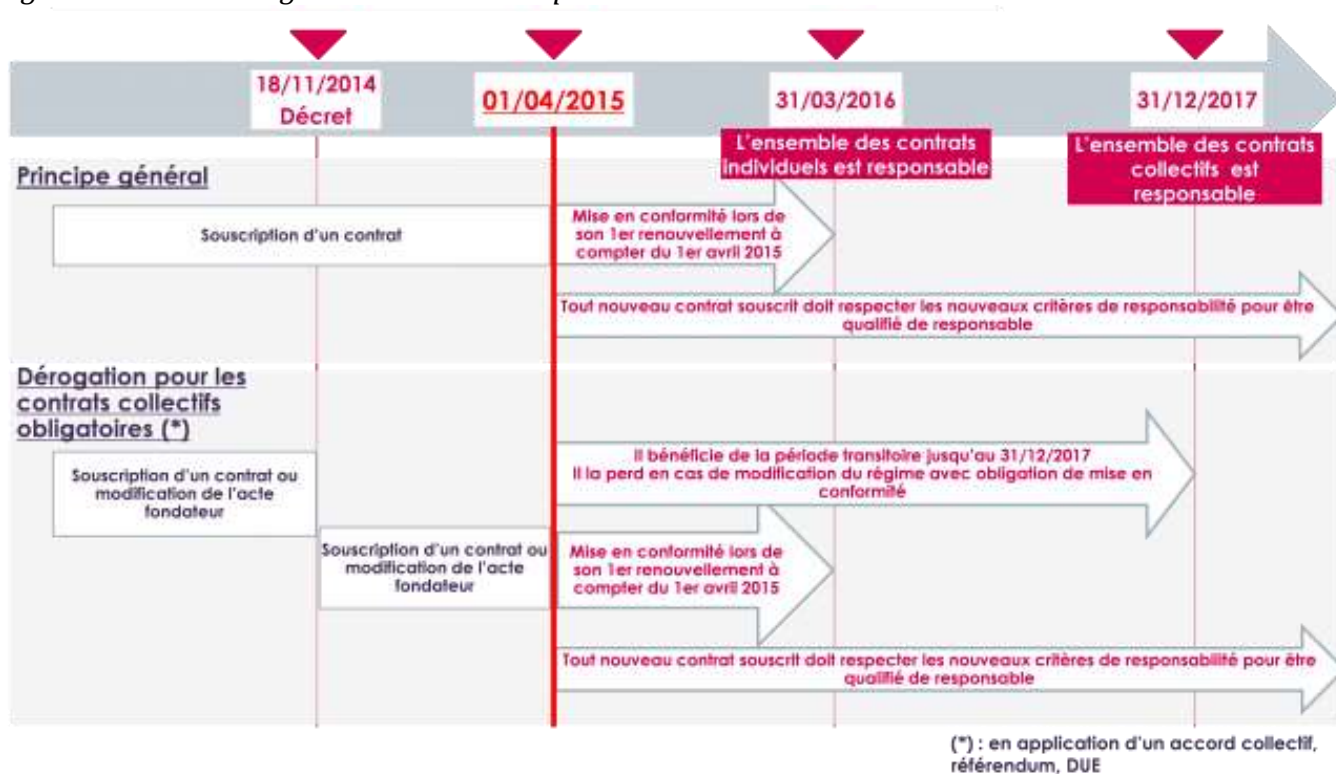 18/11/2014
Décret
01/04/2015
31/03/2016
31/12/2017
L'ensemble des contrats
individuels est responsable
L'ensemble des contrats
collectifs est
responsable
Principe général
Souscription d'un contrat
Mise en conformité lors de
son 1er renouvellement à
compter du 1er avril 2015
Tout nouveau contrat souscrit doit respecter les nouveaux critères de responsabilité pour être
qualifié de responsable
Dérogation pour les
contrats collectifs
obligatoires (*)
Souscription d'un contrat ou
modification de l'acte
fondateur
Il bénéficie de la période transitoire jusqu'au 31/12/2017
Il la perd en cas de modification du régime avec obligation de mise en
conformité
Souscription d'un contrat ou
modification de l'acte
fondateur
Mise en conformité lors de
son 1er renouvellement à
compter du 1er avril 2015
Tout nouveau contrat souscrit doit respecter les nouveaux critères de responsabilité pour être
qualifié de responsable
(*) : en application d'un accord collectif,
référendum, DUE